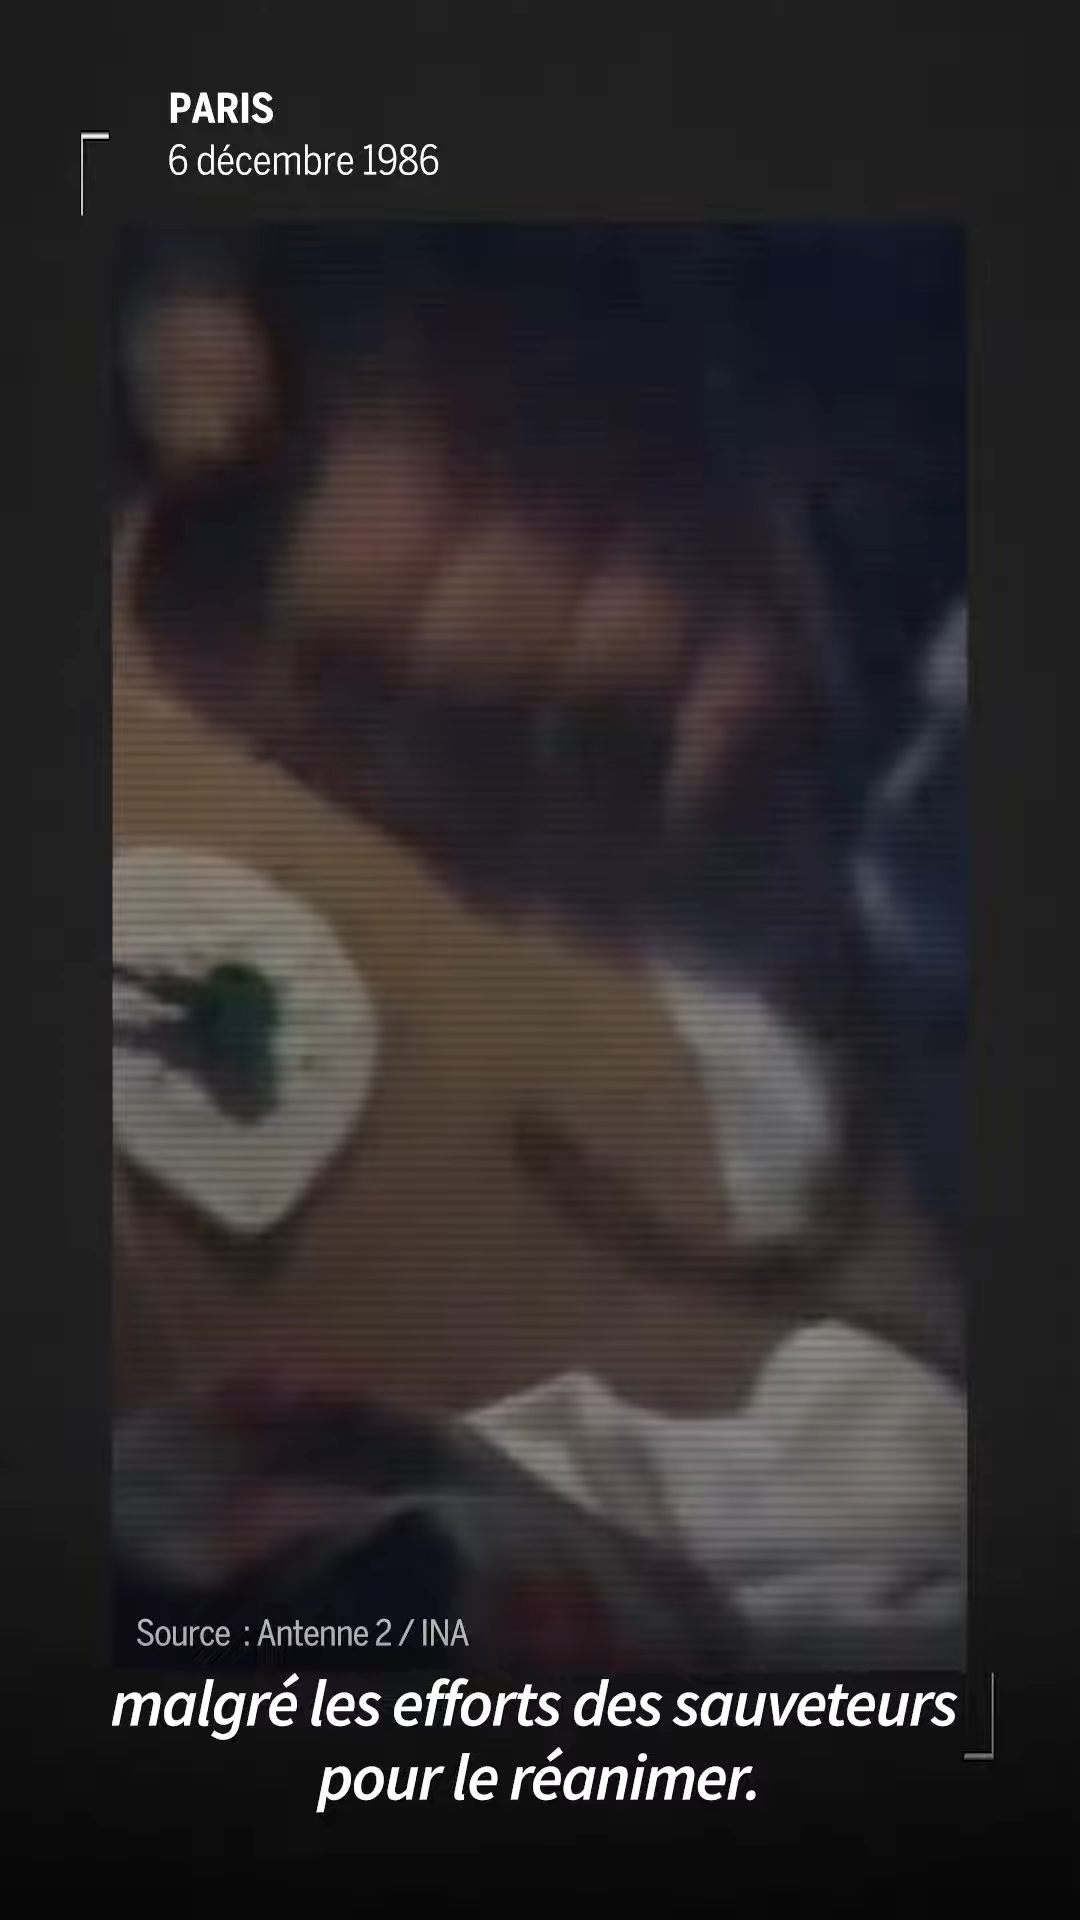 PARIS
6 décembre 1986
Source : Antenne 2 / INA
malgré les efforts des sauveteurs
pour le réanimer.